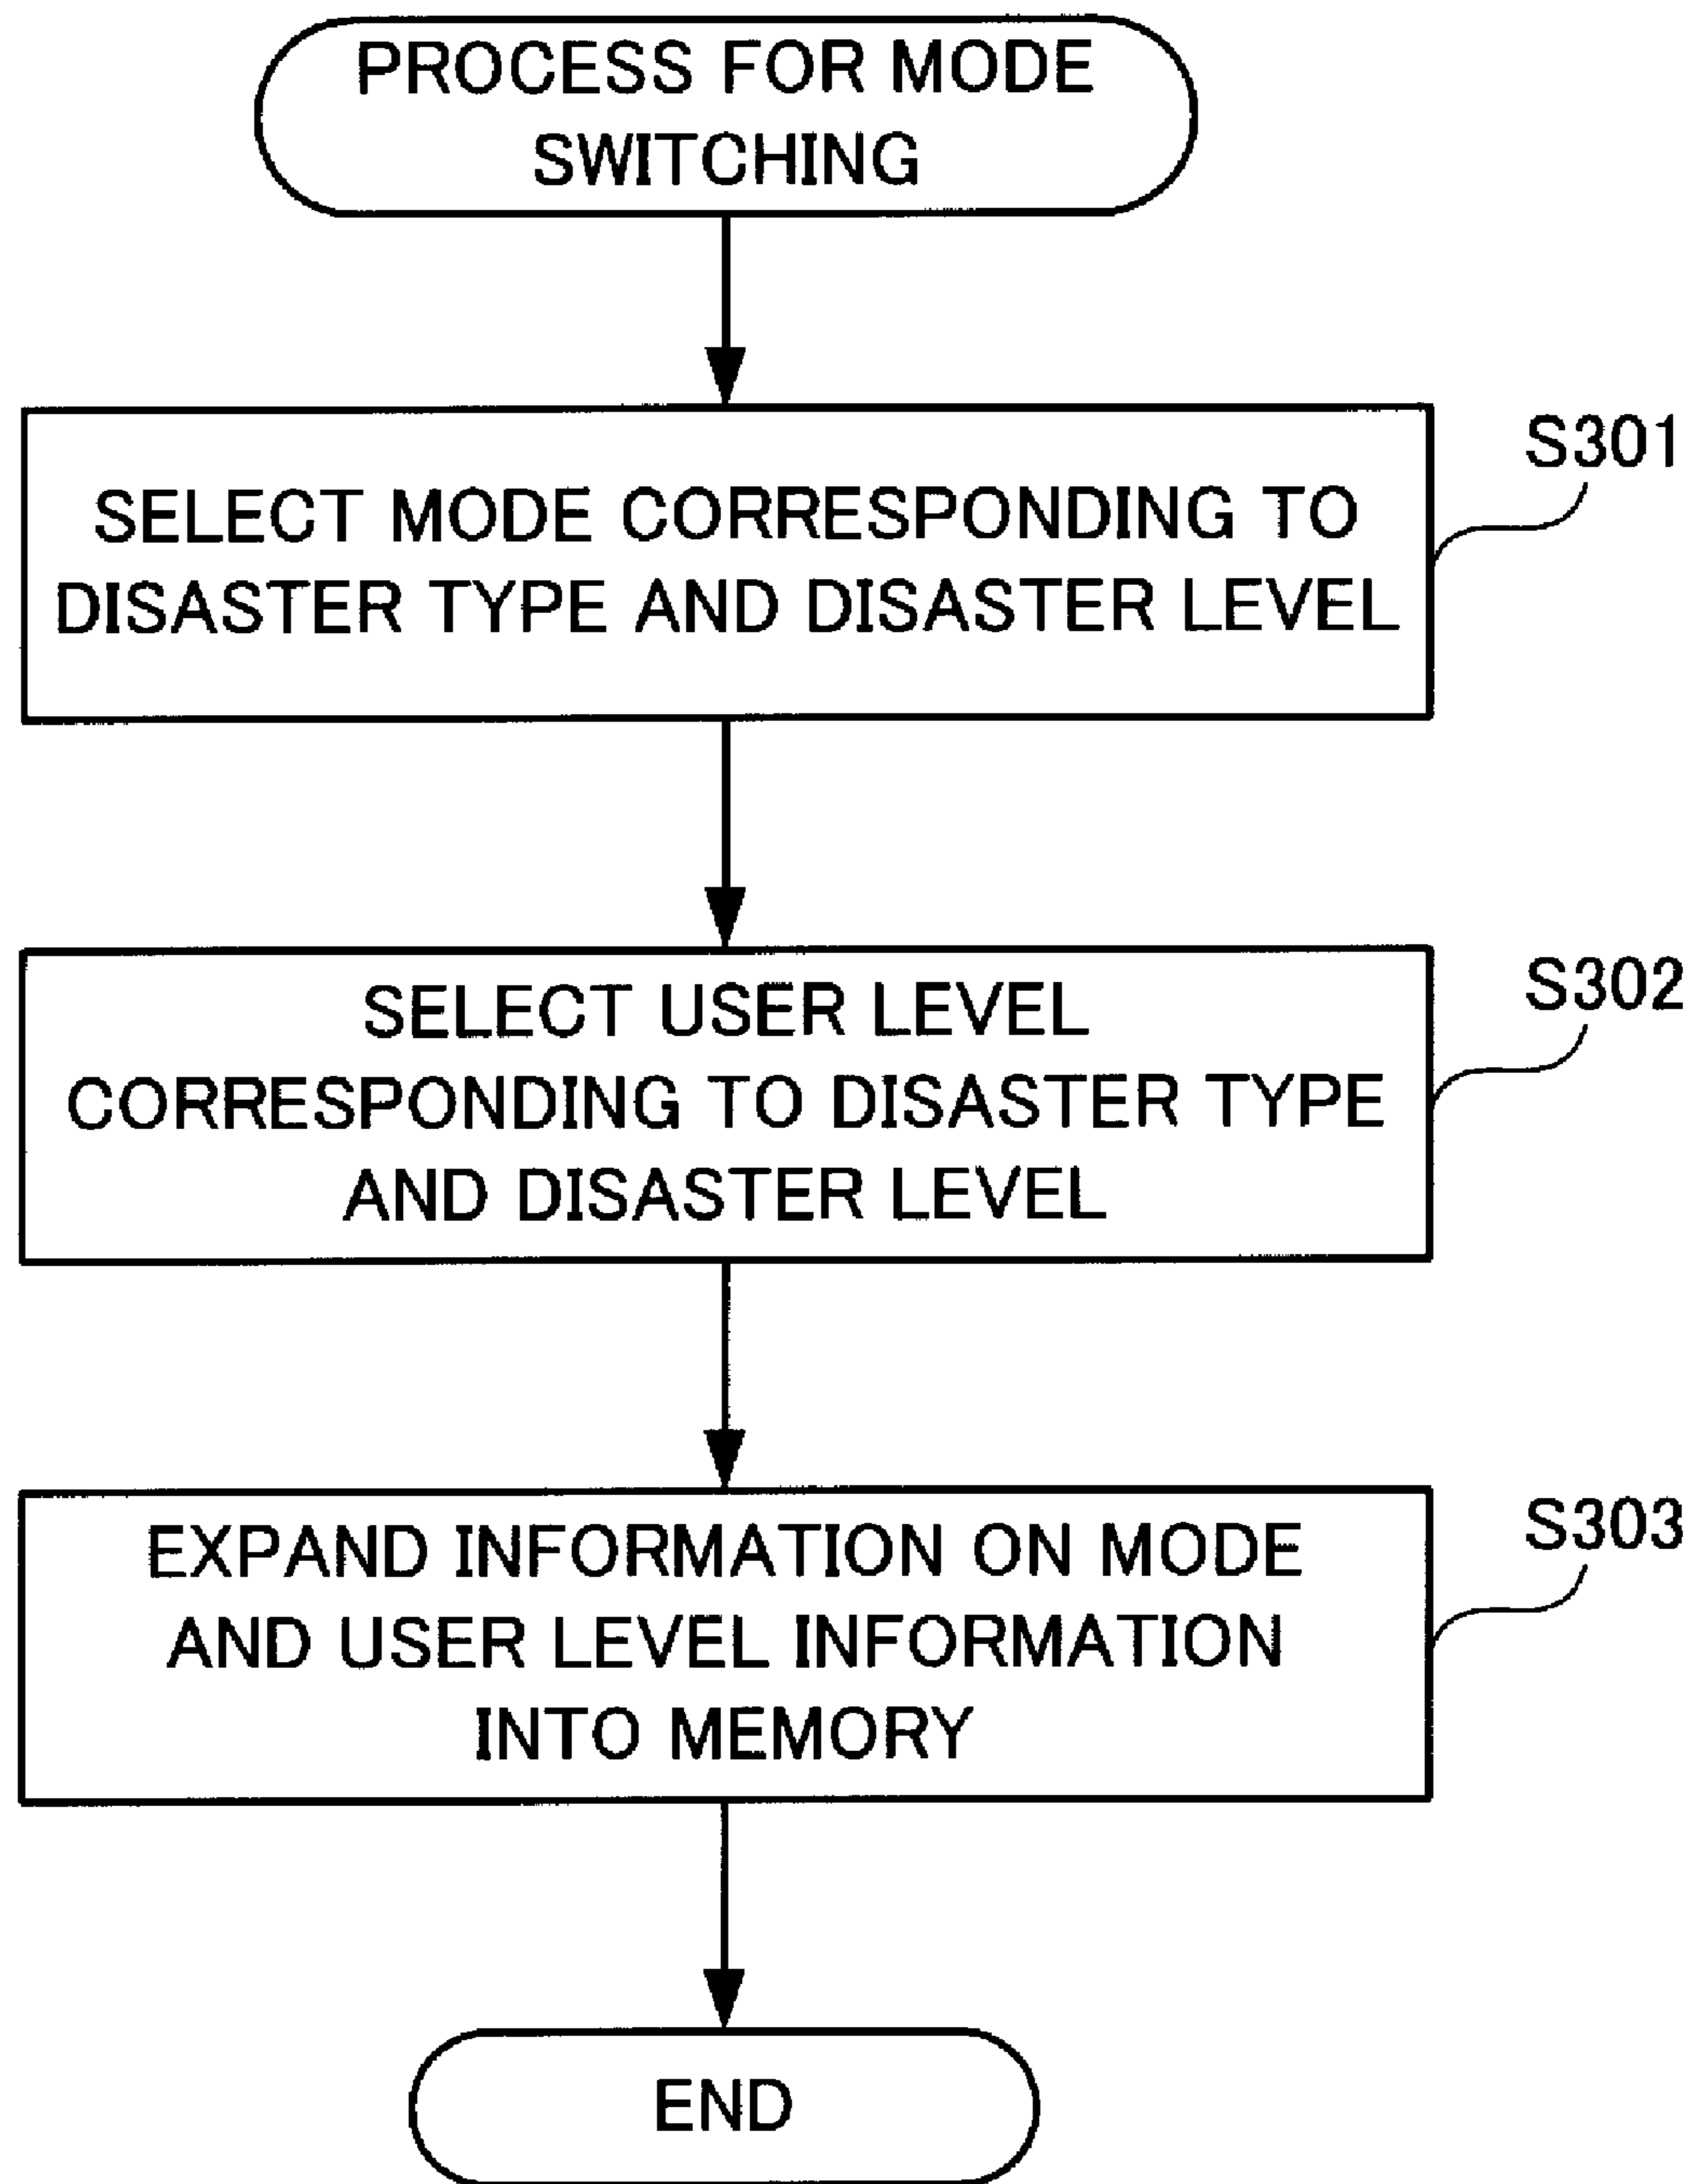 PROCESS FOR MODE
SWITCHING
S301
SELECT MODE CORRESPONDING TO
DISASTER TYPE AND DISASTER LEVEL
S302
SELECT USER LEVEL
CORRESPONDING TO DISASTER TYPE
AND DISASTER LEVEL
S303
EXPAND INFORMATION ON MODE
AND USER LEVEL INFORMATION
INTO MEMORY
END